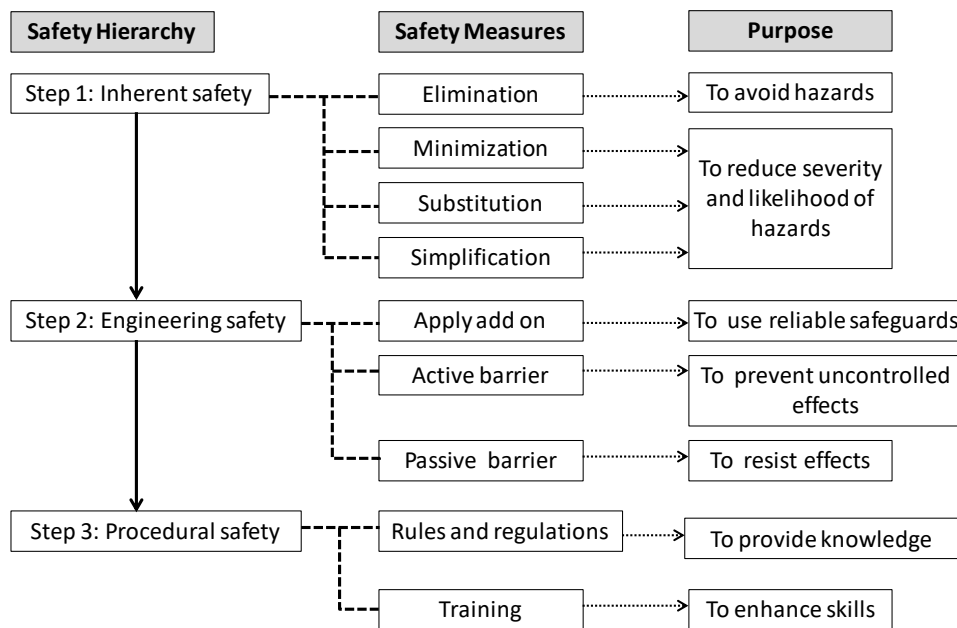 Safety Hierarchy
Safety Measures
Purpose
Step 1: Inherent safety
Elimination
To avoid hazards
Minimization
Substitution
Simplification
To reduce severity
and likelihood of
hazards
Step 2: Engineering safety
Apply add on
To use reliable safeguards
Active barrier
To prevent uncontrolled
effects
Passive barrier
To resist effects
Step 3: Procedural safety
Rules and regulations
To provide knowledge
Training
To enhance skills